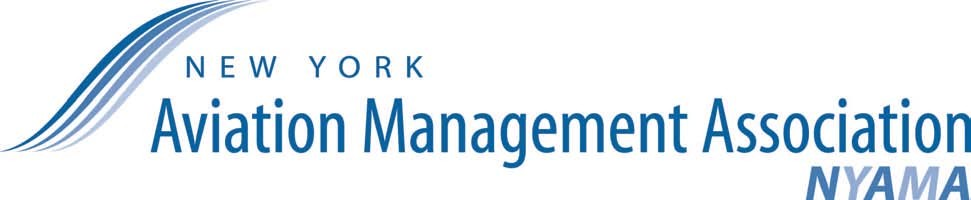 NEW YORK
Aviation Management Association
NYAMA